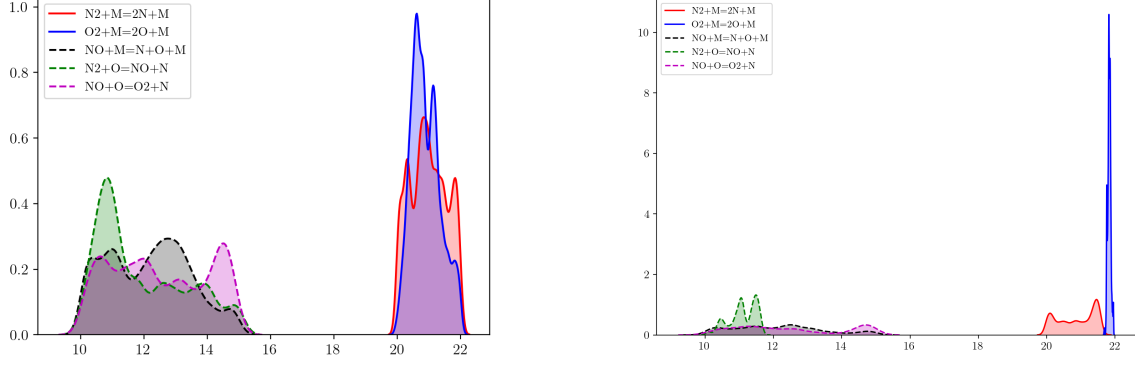 1.0
0.8
0.6
0.4
0.2
0.0
10 12 14 16 18 20 22
N2+M=2N+M
O2+M=2O+M
NO+M=N+O+M
N2+O=NO+N
NO+O=O2+N
10
8
6
4
2
0
10 12 14 16 18 20 22
N2+M=2N+M
O2+M=2O+M
NO+M=N+O+M
N2+O=NO+N
NO+O=O2+N